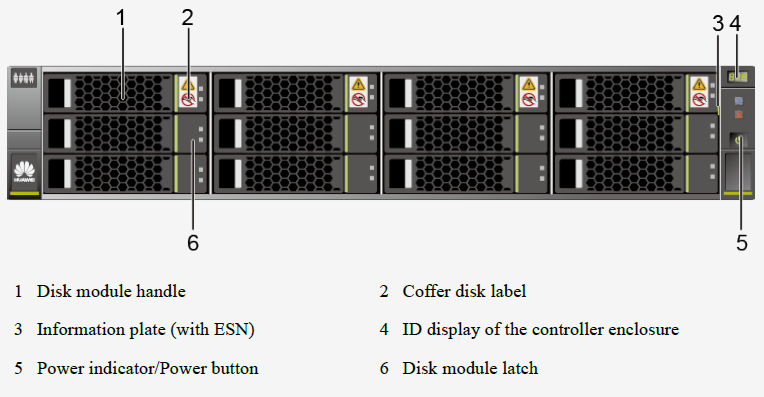 1 2 3 4
HUAWEI
6 5
1 Disk module handle 2 Coffer disk label
3 Information plate (with ESN) 4 ID display of the controller enclosure
5 Power indicator/Power button 6 Disk module latch